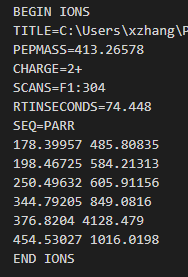 BEGIN IONS
TITLE=C:\Users\xzhang\P
PEPMASS=413.26578
CHARGE=2+
SCANS=F1:304
RTINSECONDS=74.448
SEQ=PARR
178.39957 485.80835
198.46725 584.21313
250.49632 605.91156
344.79205 849.0816
376.8204 4128.479
454.53027 1016.0198
END IONS